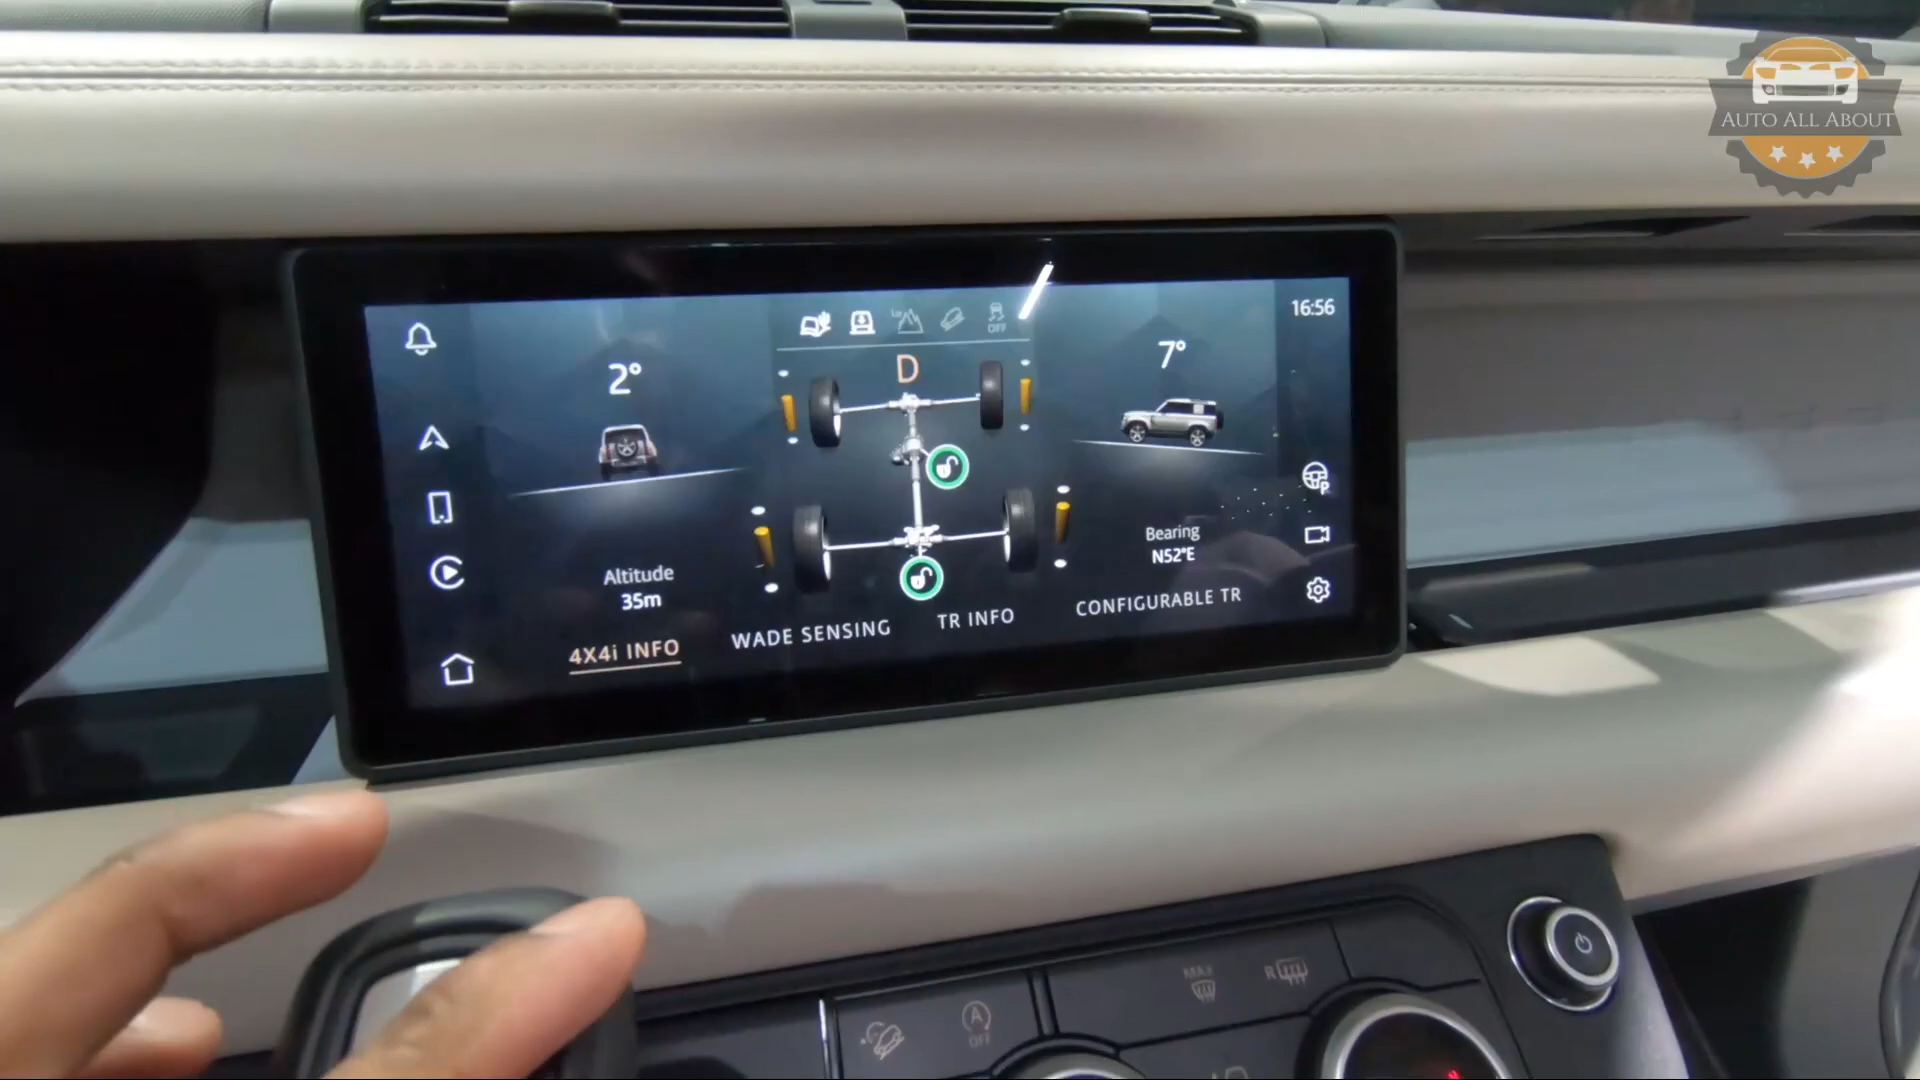 AUTO ALL ABOUT
16:56
OFF
2°
D
7°
Bearing
N52°E
Altitude
35m
4X4i INFO
WADE SENSING
TR INFO
CONFIGURABLE TR
MAX
R
A
OFF